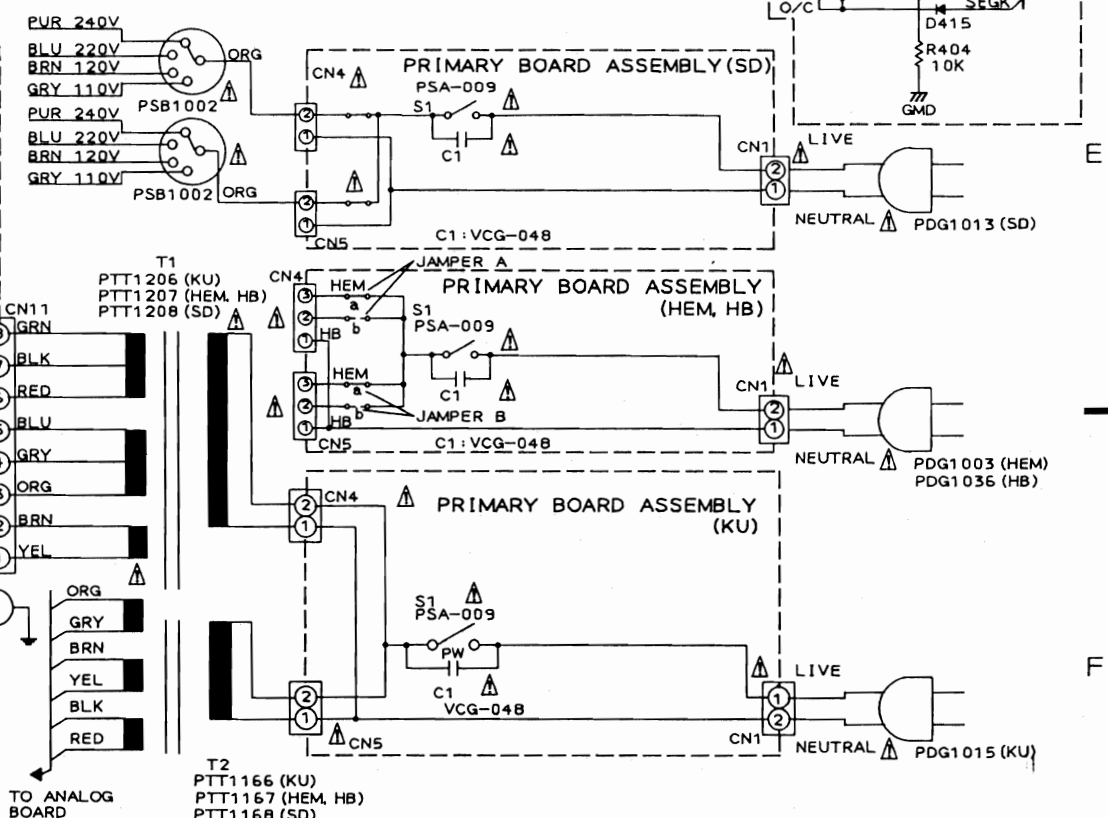 PUR 240V
BLU 220V
BRN 120V
GRY 110V
PSB1002
ORG
PUR 240V
BLU 220V
BRN 120V
GRY 110V
PSB1002
ORG
CN4
PRIMARY BOARD ASSEMBLY(SD)
PSA-009
S1
2
1
C1
2
1
CN5
C1:VCG-048
CN1
2
1
LIVE
NEUTRAL
PDG1013(SD)
O/C
SEGK
D415
R404
10K
GMD
E
T1
PTT1206(KU)
PTT1207(HEM, HB)
PTT1208(SD)
CN4
JAMPER A
PRIMARY BOARD ASSEMBLY
(HEM, HB)
HEM
3
a
2
b
1
HB
S1
PSA-009
C1
HEM
3
a
2
b
HB
1
JAMPER B
CN5
C1:VCG-048
CN1
2
1
LIVE
NEUTRAL
PDG1003(HEM)
PDG1036(HB)
CN11
GRN
BLK
RED
BLU
GRY
ORG
BRN
YEL
CN4
2
1
PRIMARY BOARD ASSEMBLY
(KU)
S1
PSA-009
PW
C1
VCG-048
2
1
CN5
1
2
CN1
LIVE
NEUTRAL
PDG1015(KU)
F
ORG
GRY
BRN
YEL
BLK
RED
TO ANALOG
BOARD
T2
PTT1166(KU)
PTT1167(HEM, HB)
PTT1168(SD)